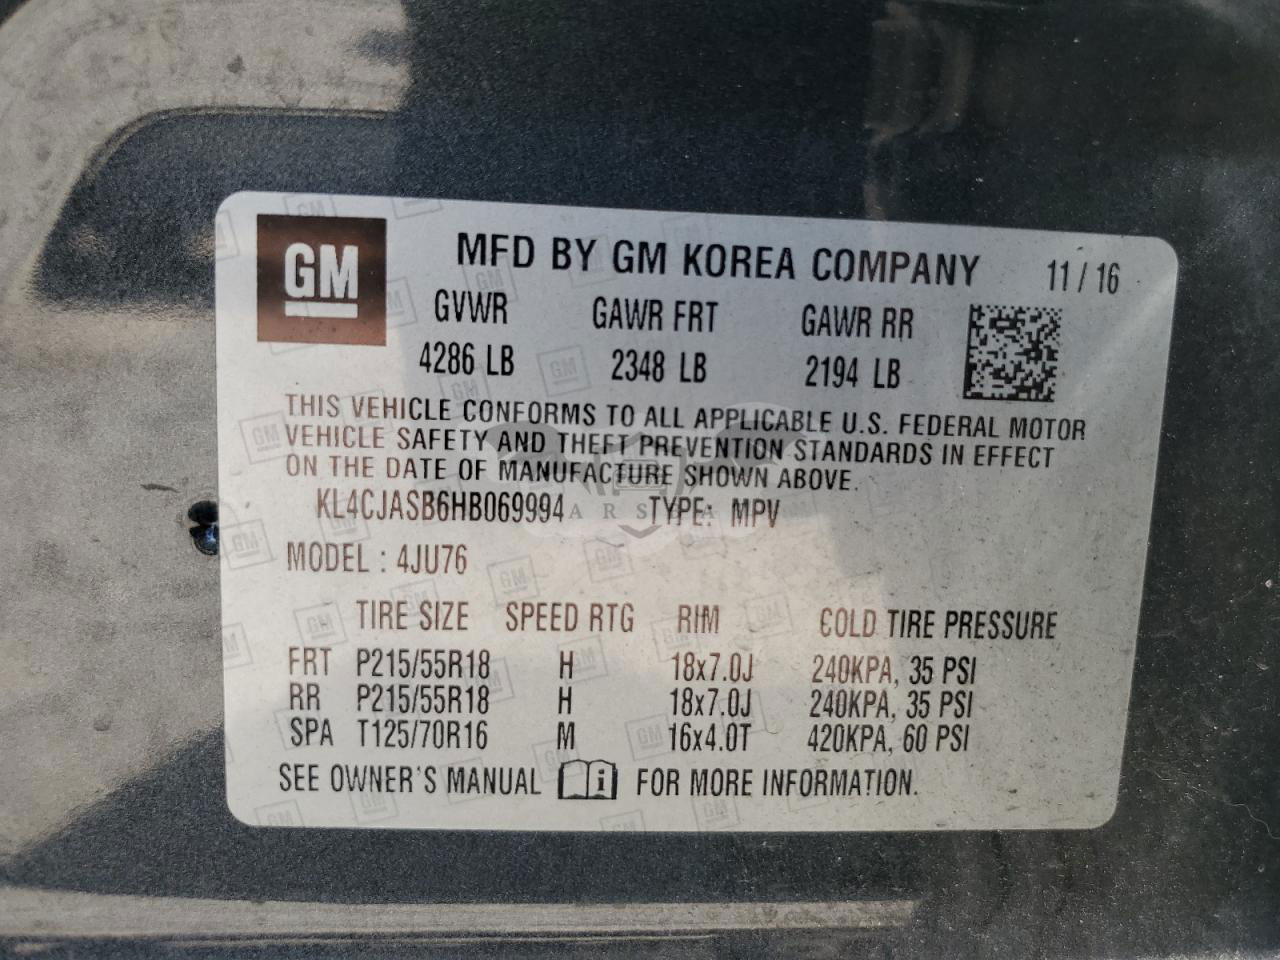 GM
MFD BY GM KOREA COMPANY 11 / 16
GVWR GAWR FRT GAWR RR
4286 LB 2348 LB 2194 LB
THIS VEHICLE CONFORMS TO ALL APPLICABLE U.S. FEDERAL MOTOR
VEHICLE SAFETY AND THEFT PREVENTION STANDARDS IN EFFECT
ON THE DATE OF MANUFACTURE SHOWN ABOVE.
KL4CJASB6HB069994 TYPE: MPV
MODEL : 4JU76
TIRE SIZE SPEED RTG RIM COLD TIRE PRESSURE
FRT P215/55R18 H 18x7.0J 240KPA, 35 PSI
RR P215/55R18 H 18x7.0J 240KPA, 35 PSI
SPA T125/70R16 M 16x4.0T 420KPA, 60 PSI
SEE OWNER'S MANUAL i FOR MORE INFORMATION.